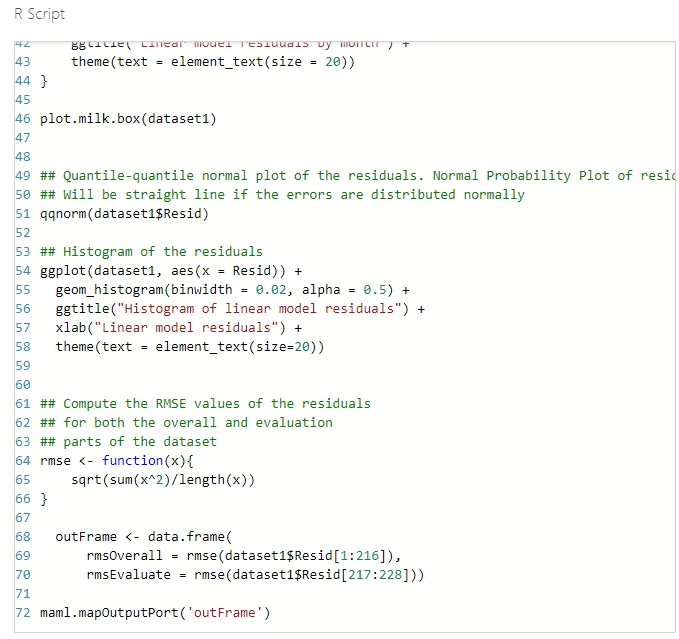 R Script
42 ggtitle( Linear model residuals by month ) +
43 theme(text = element_text(size = 20))
44 }
45
46 plot.milk.box(dataset1)
47
48
49 ## Quantile-quantile normal plot of the residuals. Normal Probability Plot of
50 ## Will be straight line if the errors are distributed normally
51 qqnorm(dataset1$Resid)
52
53 ## Histogram of the residuals
54 ggplot(dataset1, aes(x = Resid)) +
55 geom_histogram(binwidth = 0.02, alpha = 0.5) +
56 ggtitle("Histogram of linear model residuals") +
57 xlab("Linear model residuals") +
58 theme(text = element_text(size=20))
59
60
61 ## Compute the RMSE values of the residuals
62 ## for both the overall and evaluation
63 ## parts of the dataset
64 rmse <- function(x){
65 sqrt(sum(x^2)/length(x))
66 }
67
68 outFrame <- data.frame(
69 rmsOverall = rmse(dataset1$Resid[1:216]),
70 rmsEvaluate = rmse(dataset1$Resid[217:228]))
71
72 maml.mapOutputPort('outFrame')